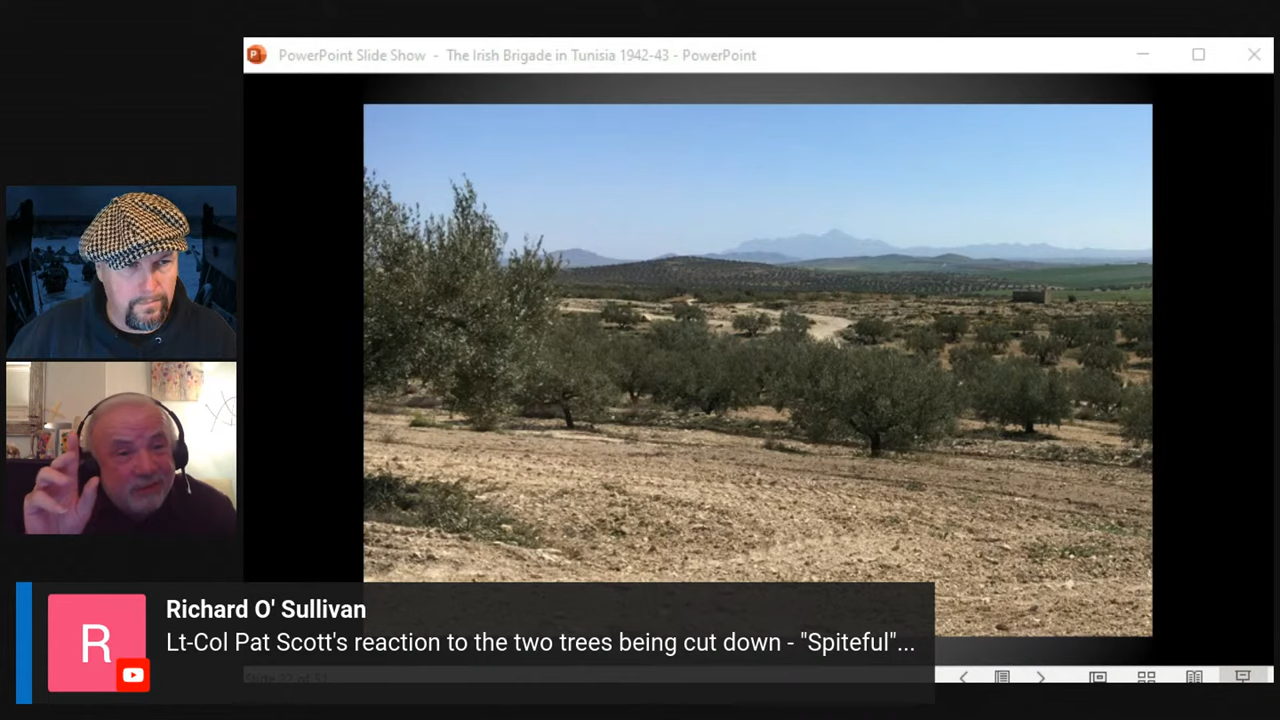 PowerPoint Slide Show - The Irish Brigade in Tunisia 1942-43 - PowerPoint
R
Richard O' Sullivan
Lt-Col Pat Scott's reaction to the two trees being cut down - "Spiteful"...